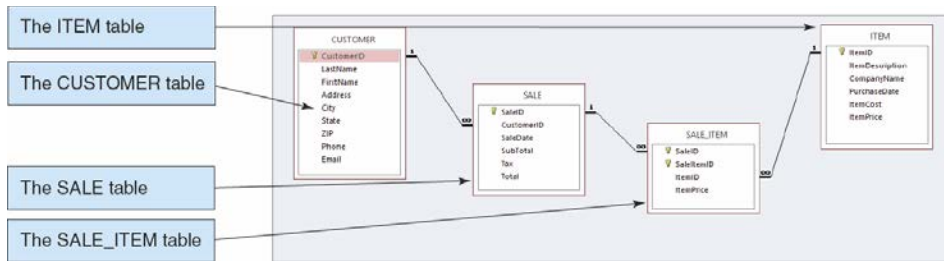 The ITEM table
The CUSTOMER table
The SALE table
The SALE_ITEM table
CUSTOMER
CustomerID
LastName
FirstName
Address
City
State
ZIP
Phone
Email
1
∞
SALE
SaleID
CustomerID
SaleDate
SubTotal
Tax
Total
1
∞
SALE_ITEM
SaleID
SaleItemID
ItemID
ItemPrice
∞
1
ITEM
ItemID
ItemDescription
CompanyName
PurchaseDate
ItemCost
ItemPrice